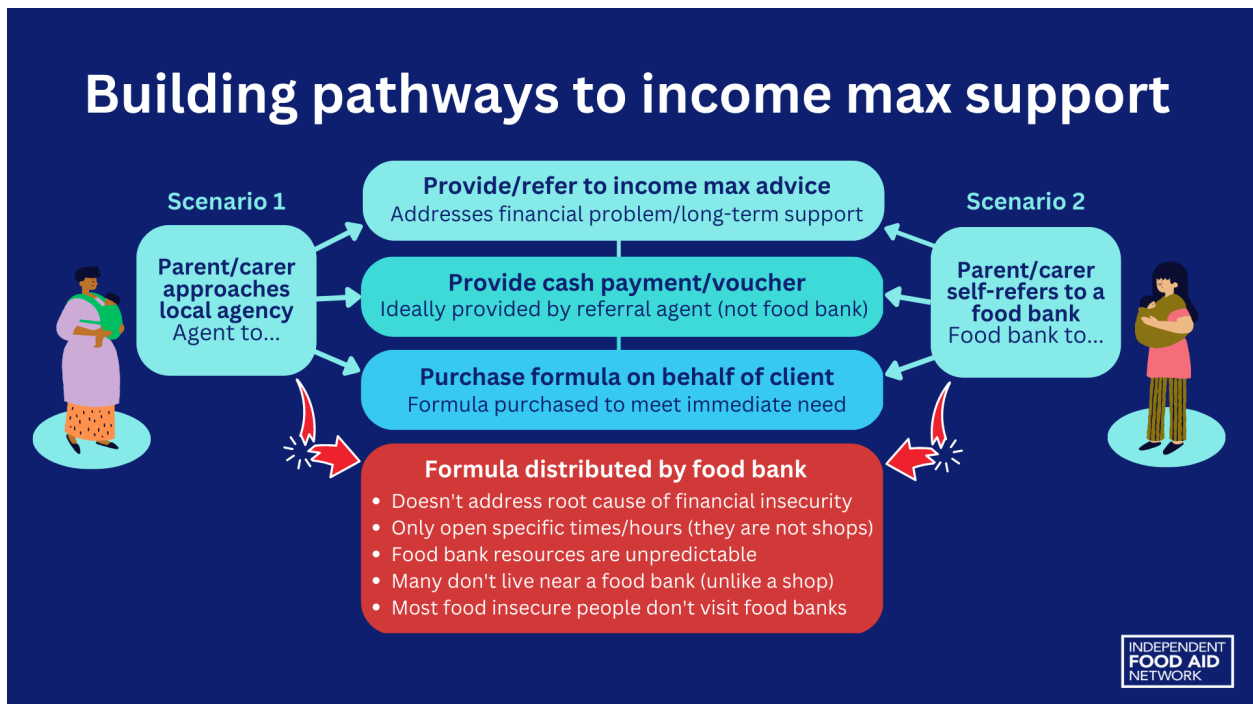 Building pathways to income max support
Scenario 1
Parent/carer
approaches
local agency
Agent to...
Provide/refer to income max advice
Addresses financial problem/long-term support
Provide cash payment/voucher
Ideally provided by referral agent (not food bank)
Purchase formula on behalf of client
Formula purchased to meet immediate need
Formula distributed by food bank
• Doesn't address root cause of financial insecurity
• Only open specific times/hours (they are not shops)
• Food bank resources are unpredictable
• Many don't live near a food bank (unlike a shop)
• Most food insecure people don't visit food banks
Scenario 2
Parent/carer
self-refers to a
food bank
Food bank to...
INDEPENDENT
FOOD AID
NETWORK